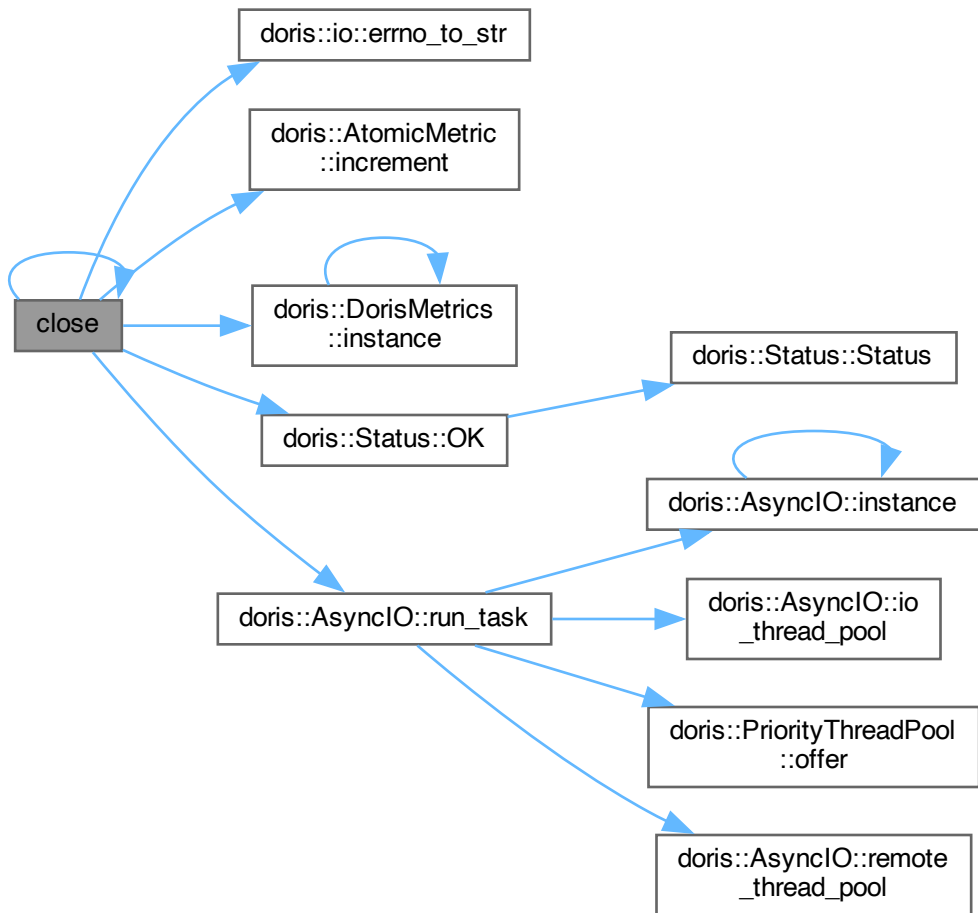 doris::io::errno_to_str
doris::AtomicMetric
::increment
close
doris::DorisMetrics
::instance
doris::Status::OK
doris::Status::Status
doris::AsyncIO::run_task
doris::AsyncIO::instance
doris::AsyncIO::io
_thread_pool
doris::PriorityThreadPool
::offer
doris::AsyncIO::remote
_thread_pool